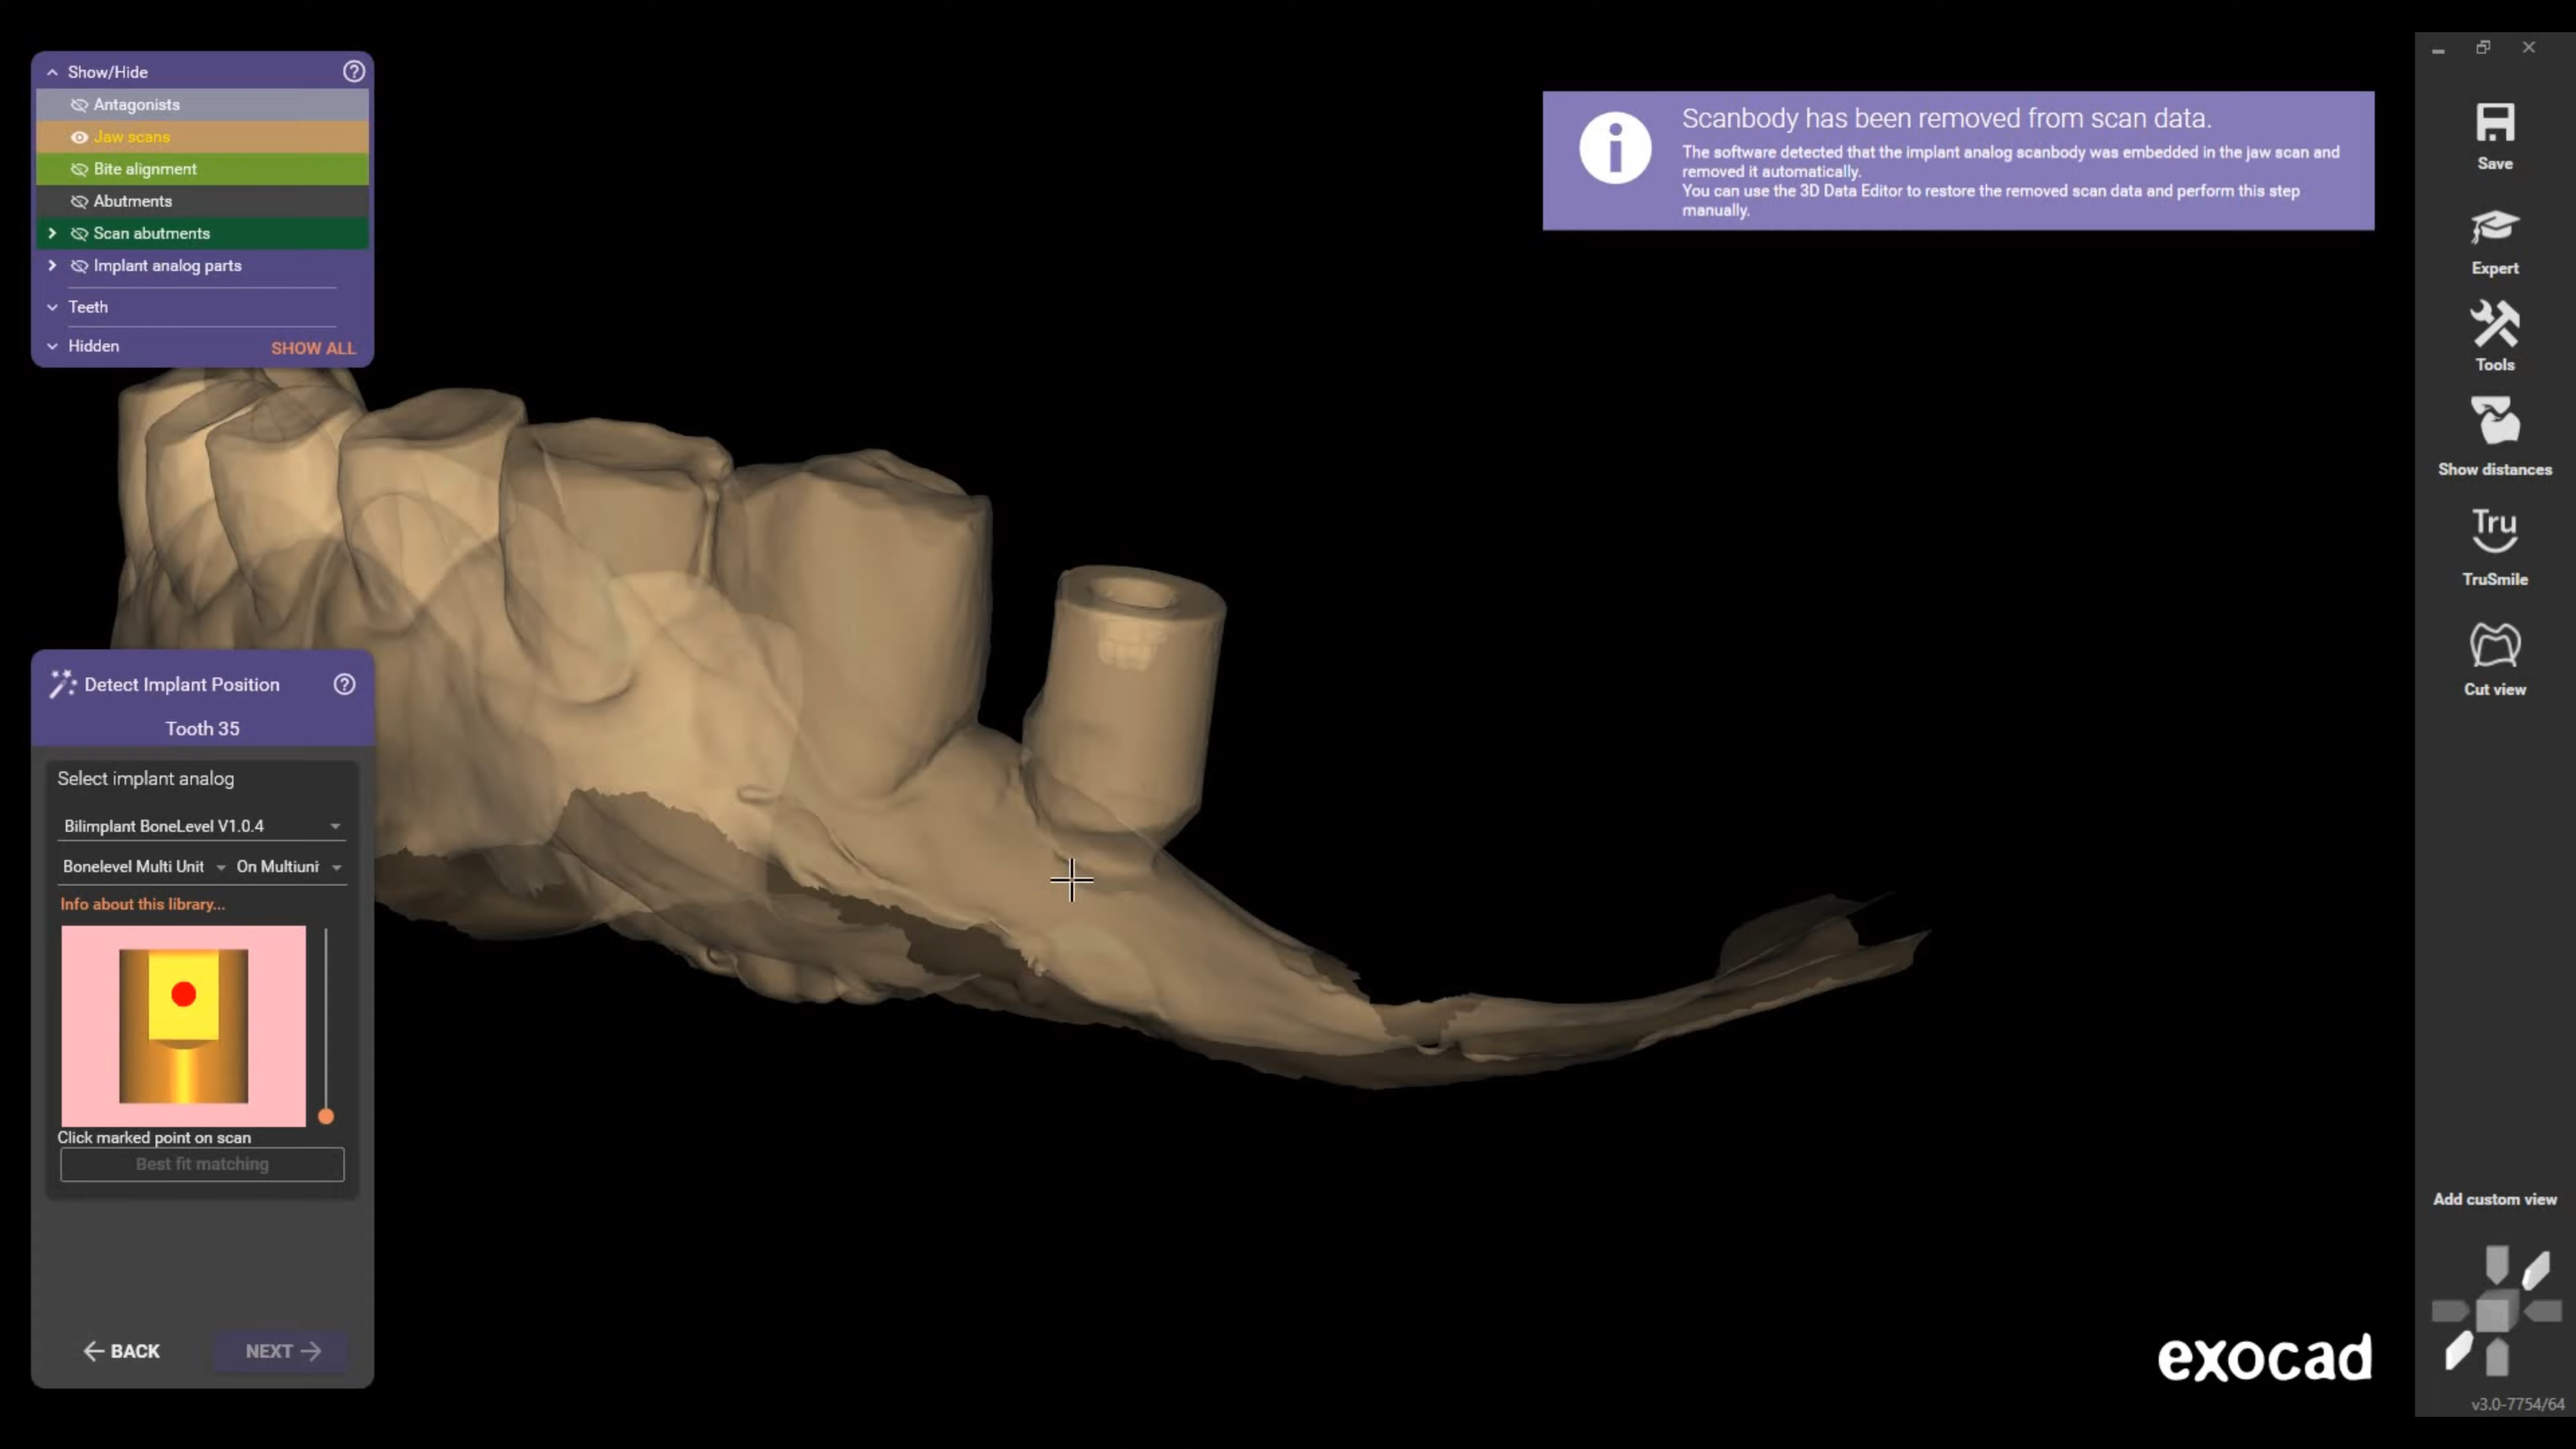 Show/Hide
Antagonists
Jaw scans
Bite alignment
Abutments
Scan abutments
Implant analog parts
Teeth
Hidden
SHOW ALL
Scanbody has been removed from scan data.
The software detected that the implant analog scanbody was embedded in the jaw scan and
removed it automatically.
You can use the 3D Data Editor to restore the removed scan data and perform this step
manually.
Save
Expert
Tools
Show distances
Tru
TruSmile
Cut view
Detect Implant Position
Tooth 35
Select implant analog
Bilimplant BoneLevel V1.0.4
Bonelevel Multi Unit
On Multiuni
Info about this library...
Click marked point on scan
Best fit matching
BACK
NEXT
Add custom view
exocad
v3.0-7754/64